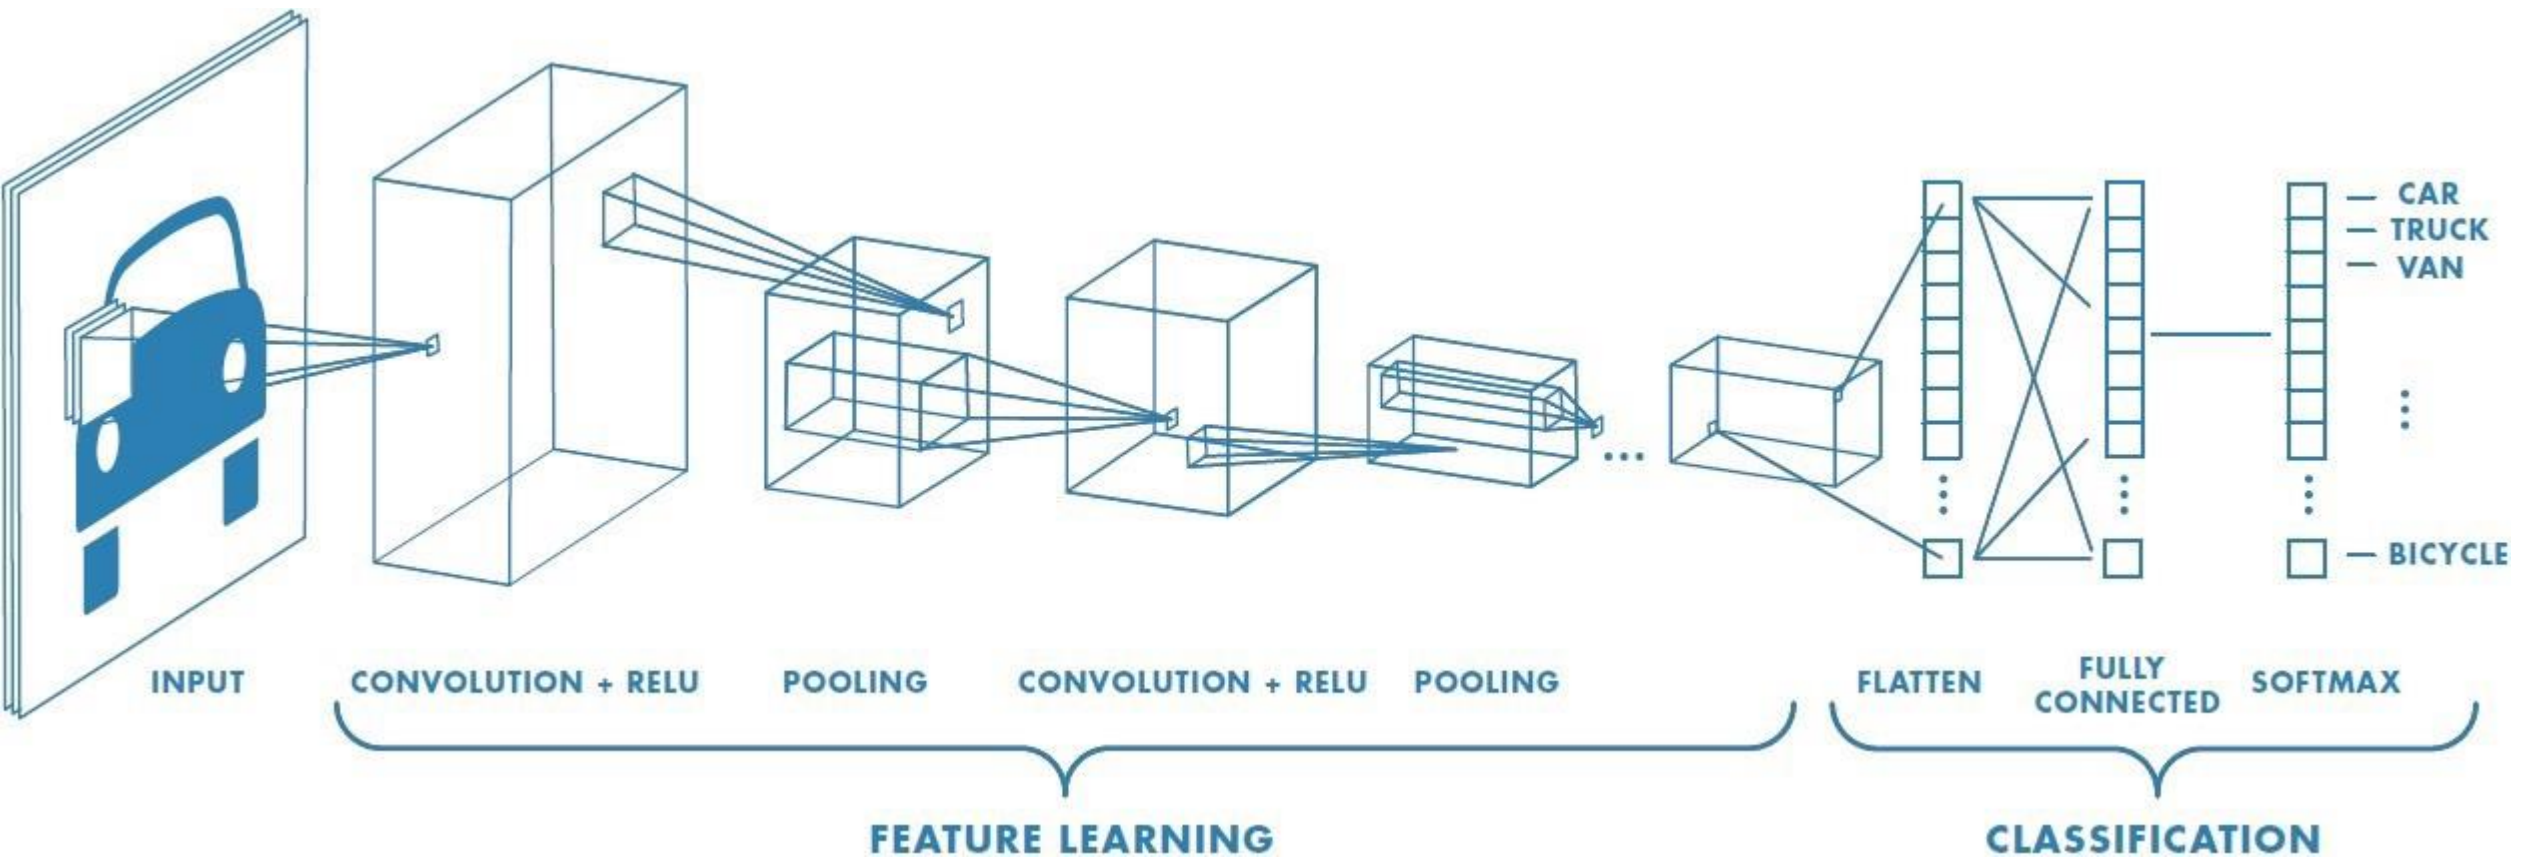 CAR
TRUCK
VAN
BICYCLE
INPUT
CONVOLUTION + RELU
POOLING
CONVOLUTION + RELU
POOLING
FLATTEN
FULLY
CONNECTED
SOFTMAX
FEATURE LEARNING
CLASSIFICATION